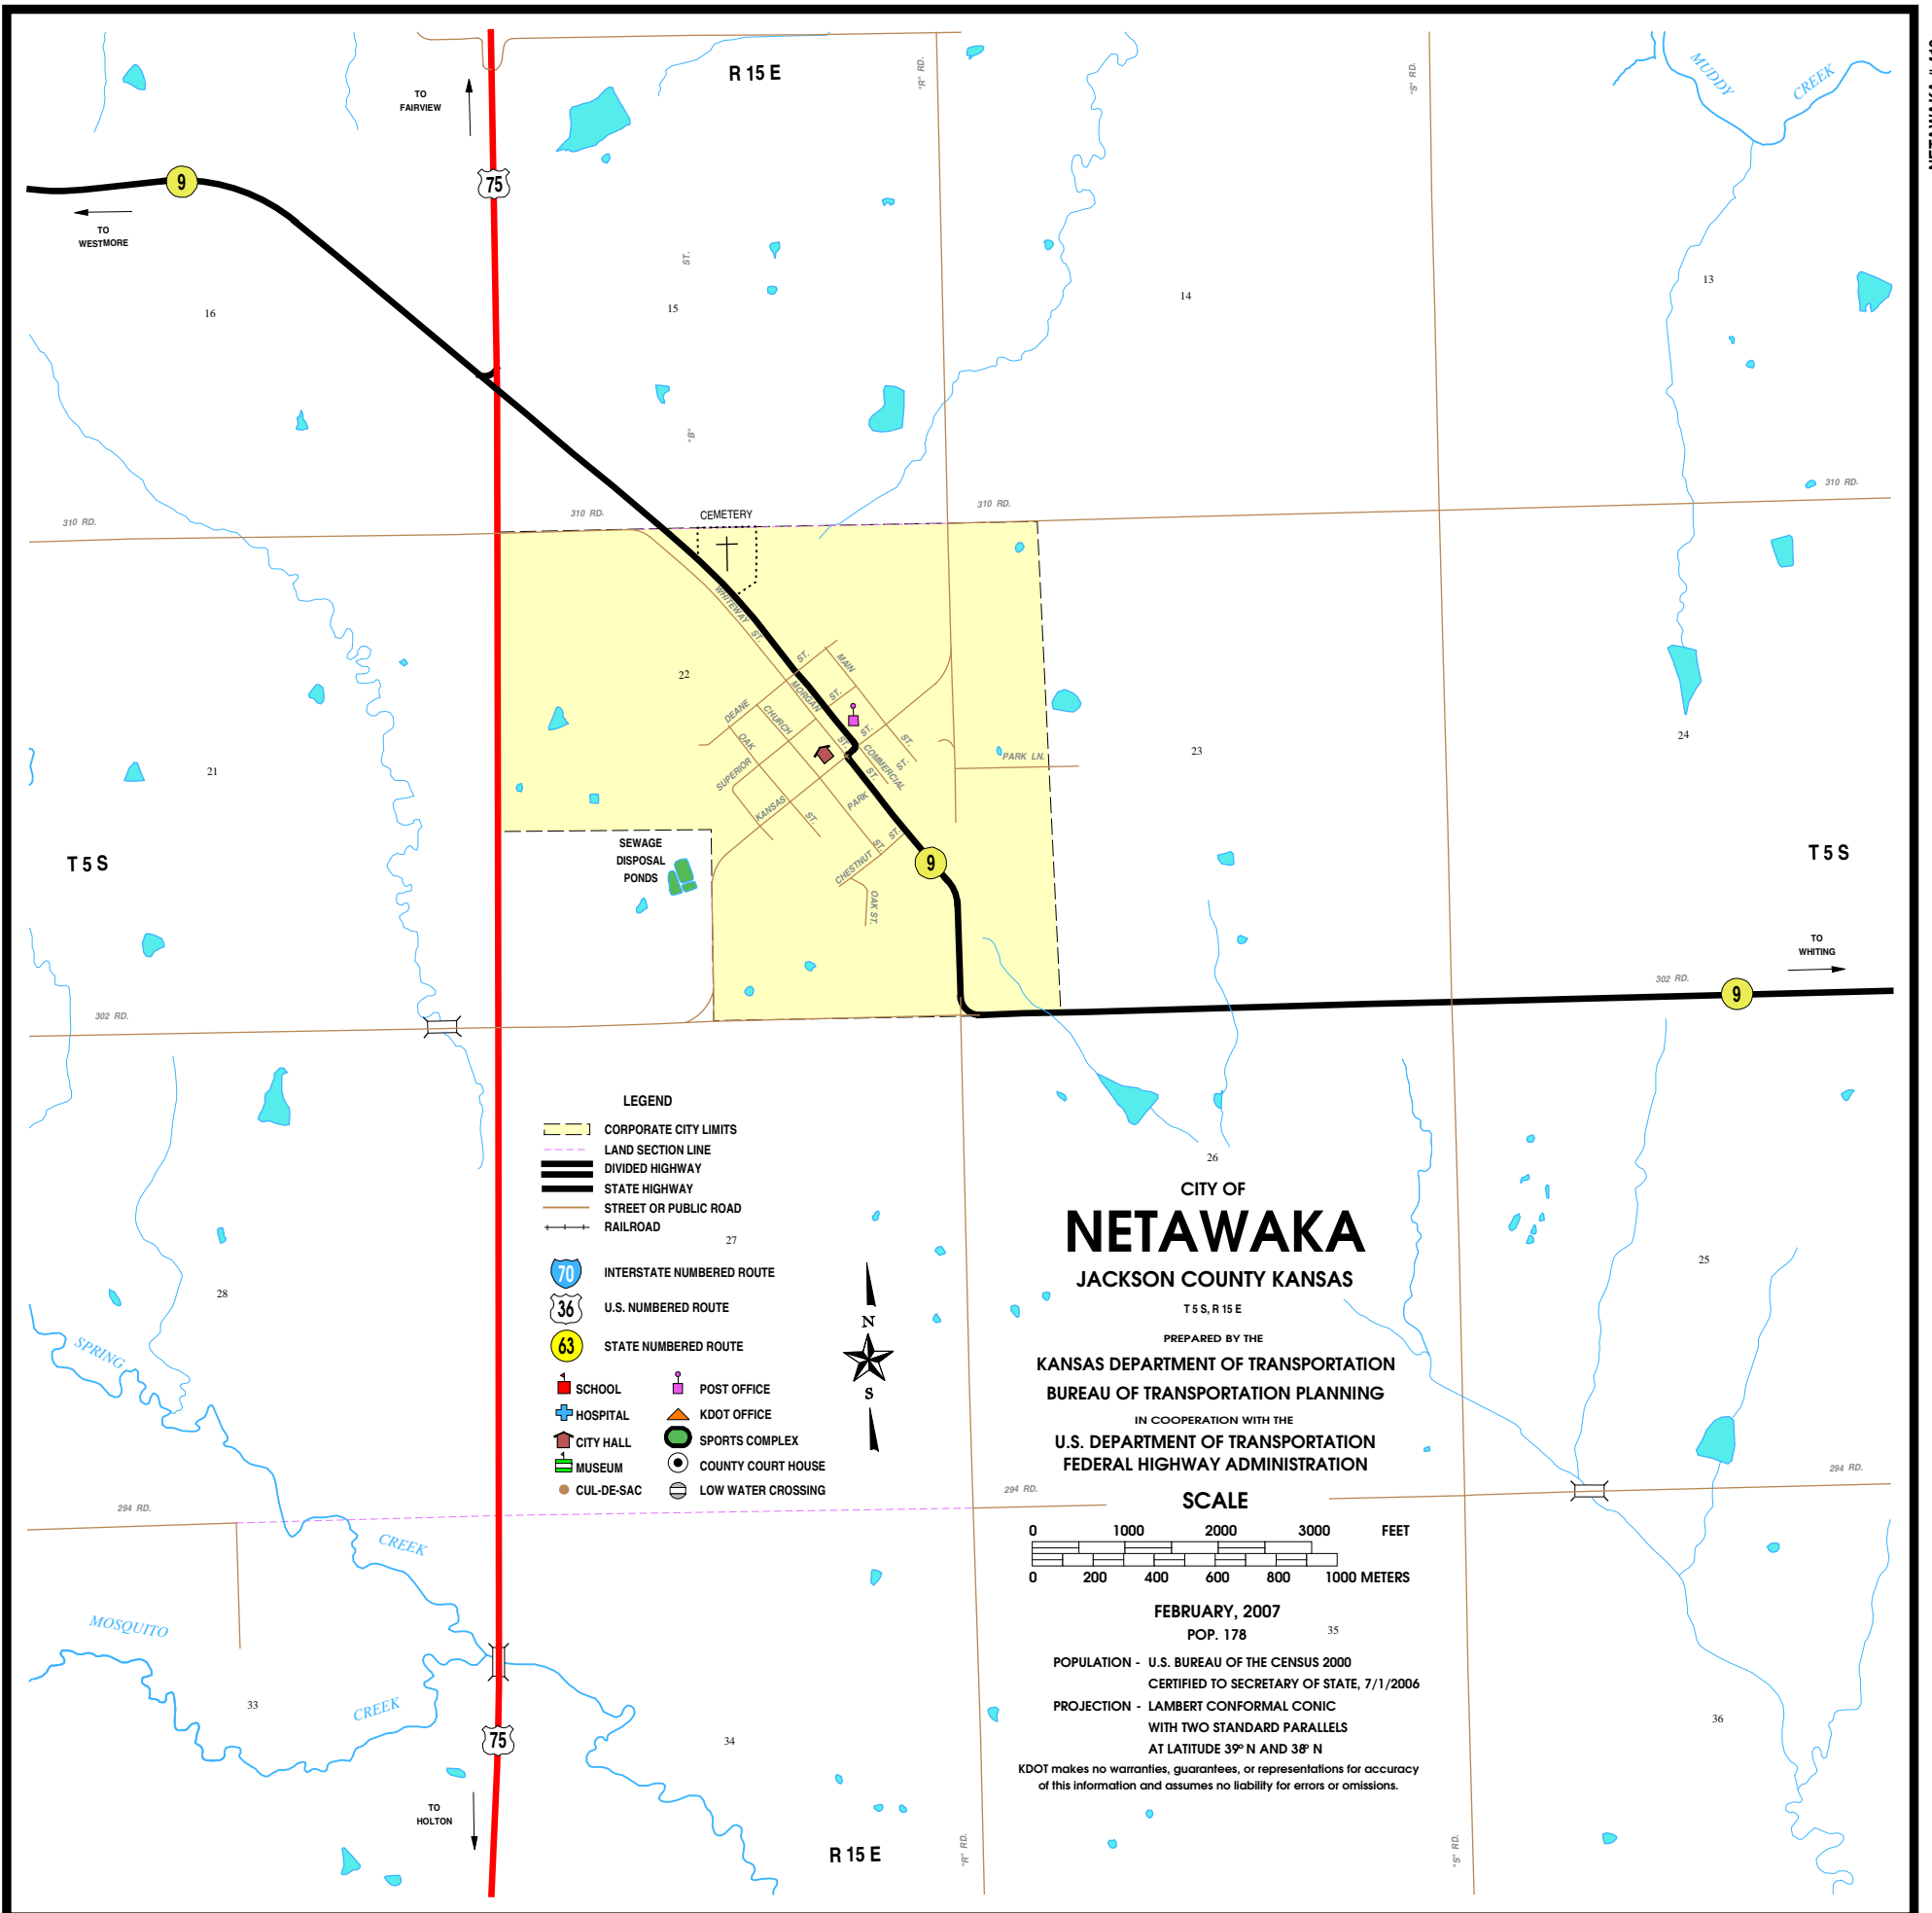 R 15 E
"R" RD.
"S" RD.
MUDDY
CREEK
TO
FAIRVIEW
9
75
TO
WESTMORE
ST.
16
15
14
13
"B"
310 RD.
310 RD.
310 RD.
310 RD.
CEMETERY
WHITEWAY ST.
22
ST.
MAIN
DEANE
MORGAN
ST.
CHURCH
OAK
ST.
ST.
ST.
COMMERCIAL
ST.
SUPERIOR
ST.
PARK LN.
21
23
24
KANSAS
ST.
PARK
ST.
ST.
CHESTNUT
OAK ST.
9
SEWAGE
DISPOSAL
PONDS
T 5 S
T 5 S
TO
WHITING
302 RD.
302 RD.
9
LEGEND
CORPORATE CITY LIMITS
LAND SECTION LINE
DIVIDED HIGHWAY
STATE HIGHWAY
STREET OR PUBLIC ROAD
RAILROAD
27
70 INTERSTATE NUMBERED ROUTE
36 U.S. NUMBERED ROUTE
63 STATE NUMBERED ROUTE
SCHOOL
POST OFFICE
HOSPITAL
KDOT OFFICE
CITY HALL
SPORTS COMPLEX
MUSEUM
COUNTY COURT HOUSE
CUL-DE-SAC
LOW WATER CROSSING
N
S
26
CITY OF
NETAWAKA
JACKSON COUNTY KANSAS
T 5 S, R 15 E
PREPARED BY THE
KANSAS DEPARTMENT OF TRANSPORTATION
BUREAU OF TRANSPORTATION PLANNING
IN COOPERATION WITH THE
U.S. DEPARTMENT OF TRANSPORTATION
FEDERAL HIGHWAY ADMINISTRATION
SCALE
0 1000 2000 3000 FEET
0 200 400 600 800 1000 METERS
FEBRUARY, 2007
POP. 178
POPULATION - U.S. BUREAU OF THE CENSUS 2000
CERTIFIED TO SECRETARY OF STATE, 7/1/2006
PROJECTION - LAMBERT CONFORMAL CONIC
WITH TWO STANDARD PARALLELS
AT LATITUDE 39º N AND 38º N
KDOT makes no warranties, guarantees, or representations for accuracy
of this information and assumes no liability for errors or omissions.
25
28
SPRING
CREEK
294 RD.
294 RD.
294 RD.
MOSQUITO
CREEK
33
34
35
36
75
TO
HOLTON
R 15 E
"R" RD.
"S" RD.